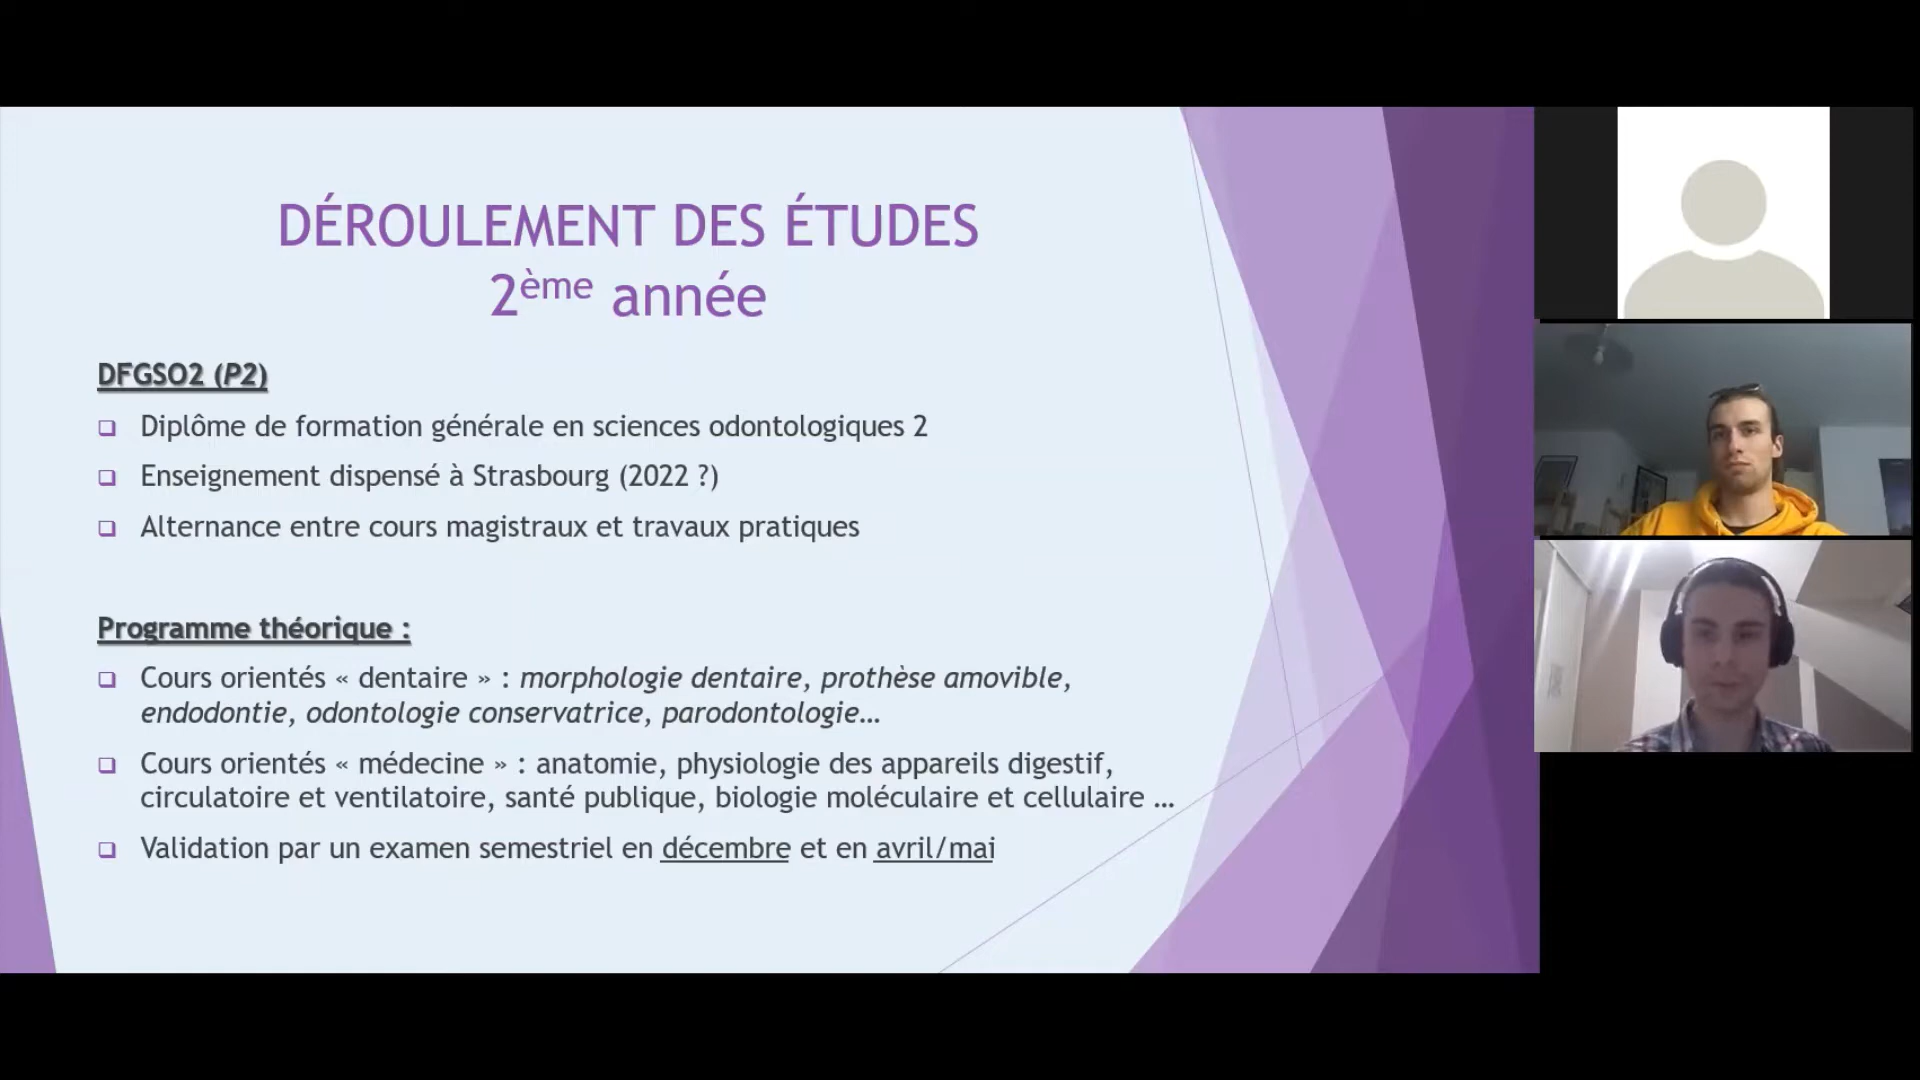 DÉROULEMENT DES ÉTUDES
2ème année
DFGSO2 (P2)
Diplôme de formation générale en sciences odontologiques 2
Enseignement dispensé à Strasbourg (2022 ?)
Alternance entre cours magistraux et travaux pratiques
Programme théorique :
Cours orientés « dentaire » : morphologie dentaire, prothèse amovible,
endodontie, odontologie conservatrice, parodontologie…
Cours orientés « médecine » : anatomie, physiologie des appareils digestif,
circulatoire et ventilatoire, santé publique, biologie moléculaire et cellulaire …
Validation par un examen semestriel en décembre et en avril/mai